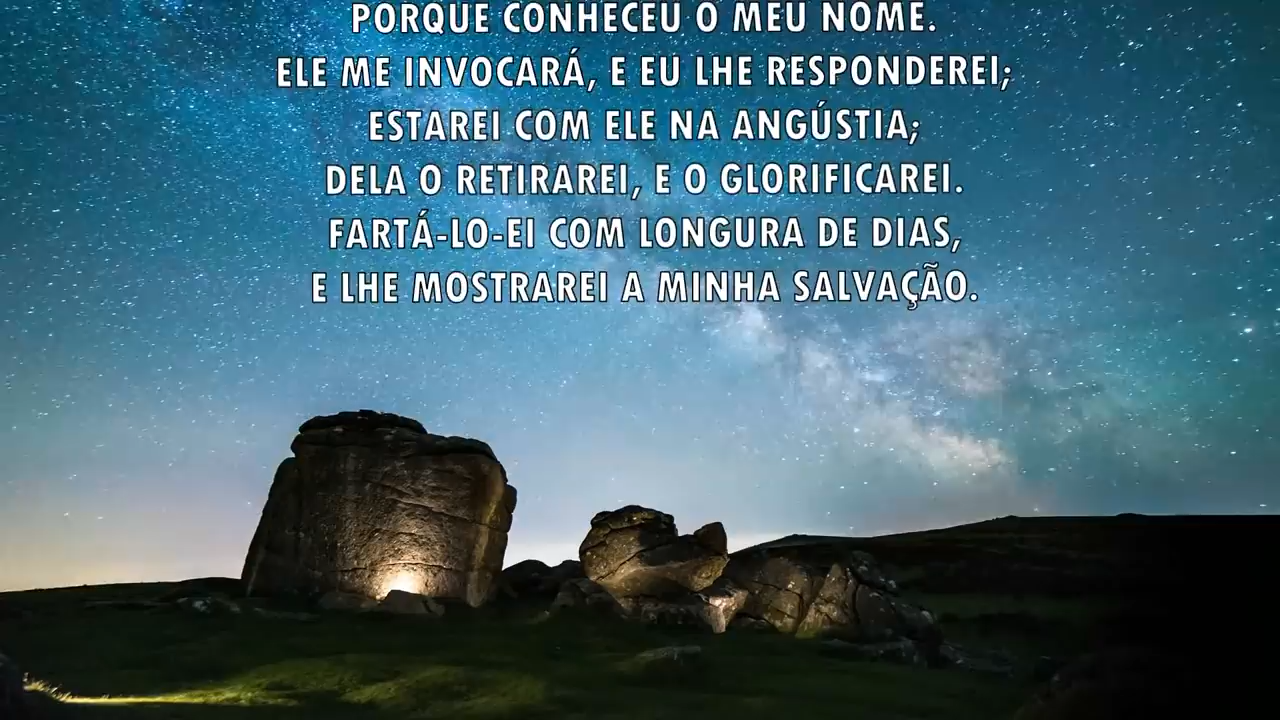 PORQUE CONHECEU O MEU NOME.
ELE ME INVOCARÁ, E EU LHE RESPONDEREI;
ESTAREI COM ELE NA ANGÚSTIA;
DELA O RETIRAREI, E O GLORIFICAREI.
FARTÁ-LO-EI COM LONGURA DE DIAS,
E LHE MOSTRAREI A MINHA SALVAÇÃO.